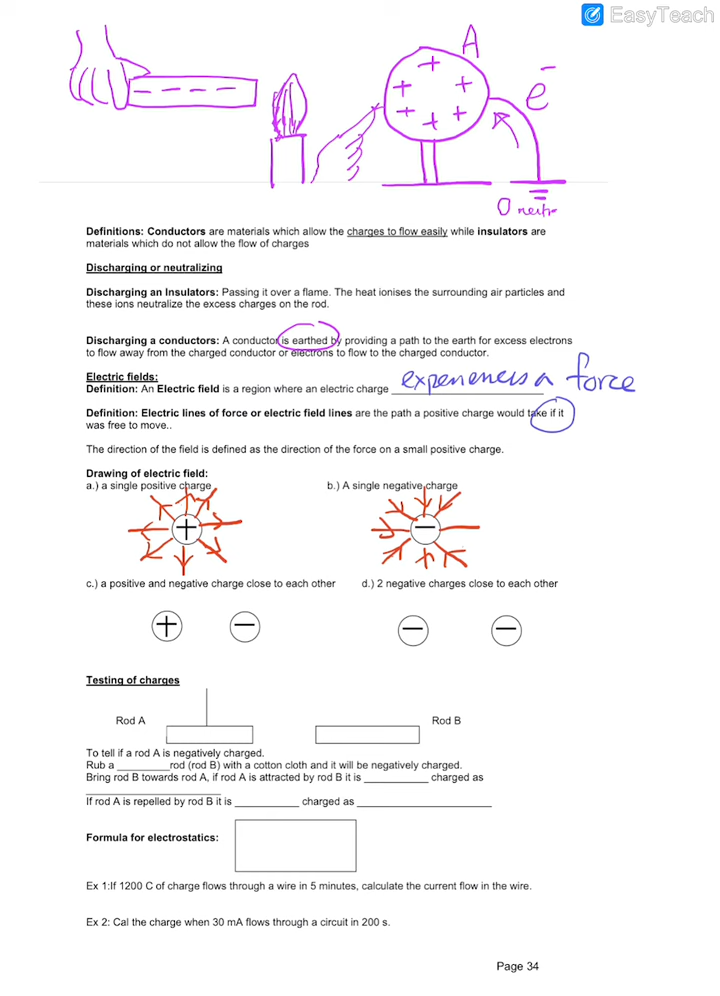 EasyTeach
A
e-
0 neutr
Definitions: Conductors are materials which allow the charges to flow easily while insulators are
materials which do not allow the flow of charges
Discharging or neutralizing
Discharging an Insulators: Passing it over a flame. The heat ionises the surrounding air particles and
these ions neutralize the excess charges on the rod.
Discharging a conductors: A conductor is earthed by providing a path to the earth for excess electrons
to flow away from the charged conductor or electrons to flow to the charged conductor.
Electric fields:
Definition: An Electric field is a region where an electric charge experiences a force
Definition: Electric lines of force or electric field lines are the path a positive charge would take if it
was free to move..
The direction of the field is defined as the direction of the force on a small positive charge.
Drawing of electric field:
a.) a single positive charge b.) A single negative charge
+ −
c.) a positive and negative charge close to each other d.) 2 negative charges close to each other
+ − − −
Testing of charges
Rod A Rod B
To tell if a rod A is negatively charged.
Rub a ________ rod (rod B) with a cotton cloth and it will be negatively charged.
Bring rod B towards rod A, if rod A is attracted by rod B it is __________ charged as
____________________
If rod A is repelled by rod B it is __________ charged as ____________________
Formula for electrostatics:
Ex 1:If 1200 C of charge flows through a wire in 5 minutes, calculate the current flow in the wire.
Ex 2: Cal the charge when 30 mA flows through a circuit in 200 s.
Page 34